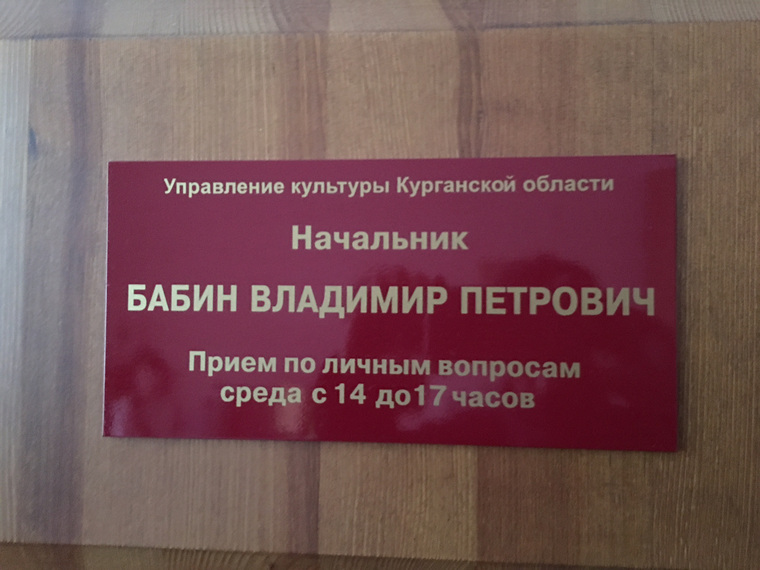 Управление культуры Курганской области
Начальник
БАБИН ВЛАДИМИР ПЕТРОВИЧ
Прием по личным вопросам
среда с 14 до17 часов